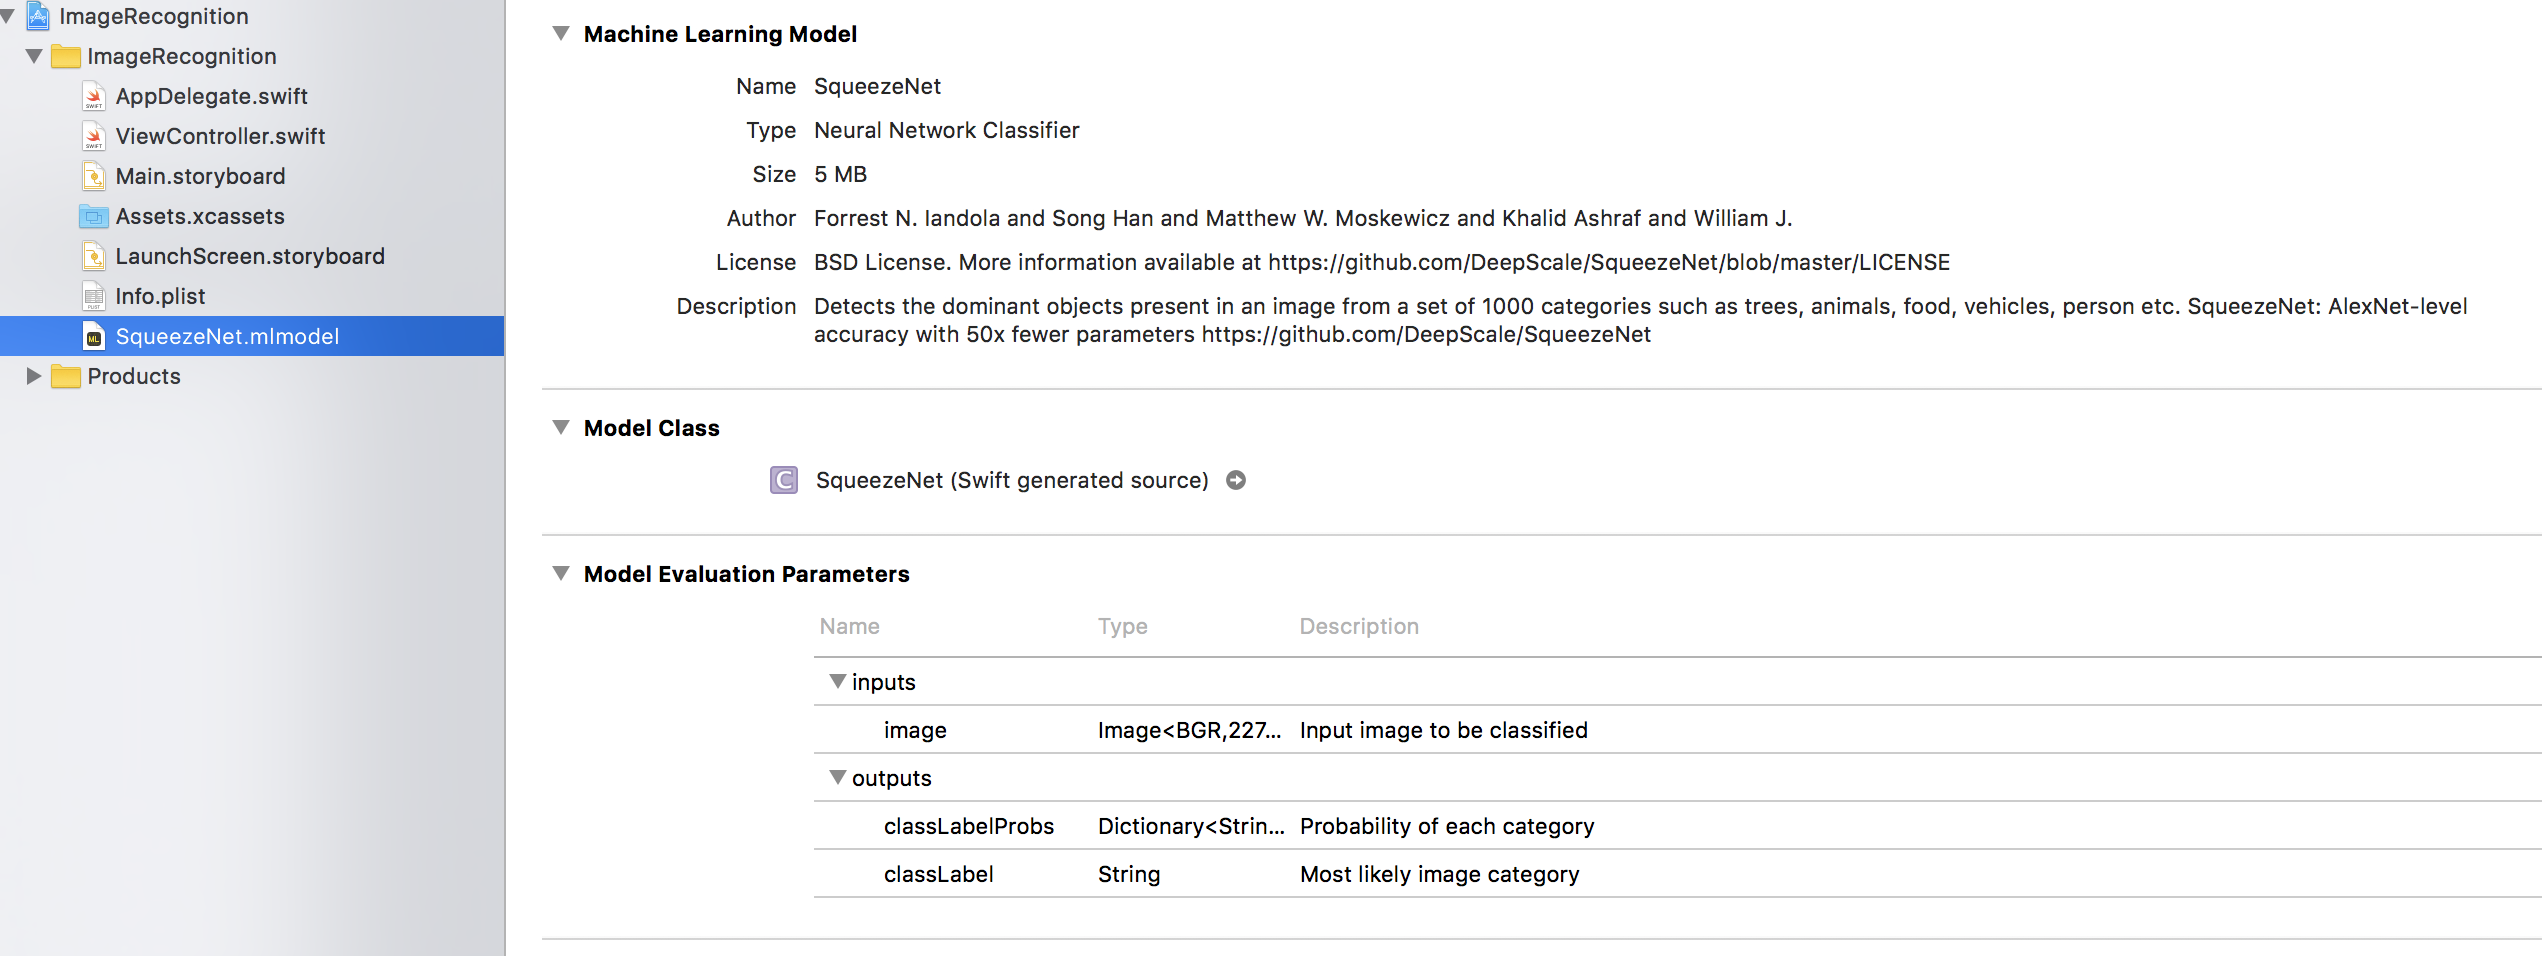 ImageRecognition
ImageRecognition
AppDelegate.swift
ViewController.swift
Main.storyboard
Assets.xcassets
LaunchScreen.storyboard
Info.plist
SqueezeNet.mlmodel
Products
Machine Learning Model
Name SqueezeNet
Type Neural Network Classifier
Size 5 MB
Author Forrest N. Iandola and Song Han and Matthew W. Moskewicz and Khalid Ashraf and William J.
License BSD License. More information available at https://github.com/DeepScale/SqueezeNet/blob/master/LICENSE
Description Detects the dominant objects present in an image from a set of 1000 categories such as trees, animals, food, vehicles, person etc. SqueezeNet: AlexNet-level
accuracy with 50x fewer parameters https://github.com/DeepScale/SqueezeNet
Model Class
C SqueezeNet (Swift generated source)
Model Evaluation Parameters
Name Type Description
inputs
image Image<BGR,227... Input image to be classified
outputs
classLabelProbs Dictionary<Strin... Probability of each category
classLabel String Most likely image category